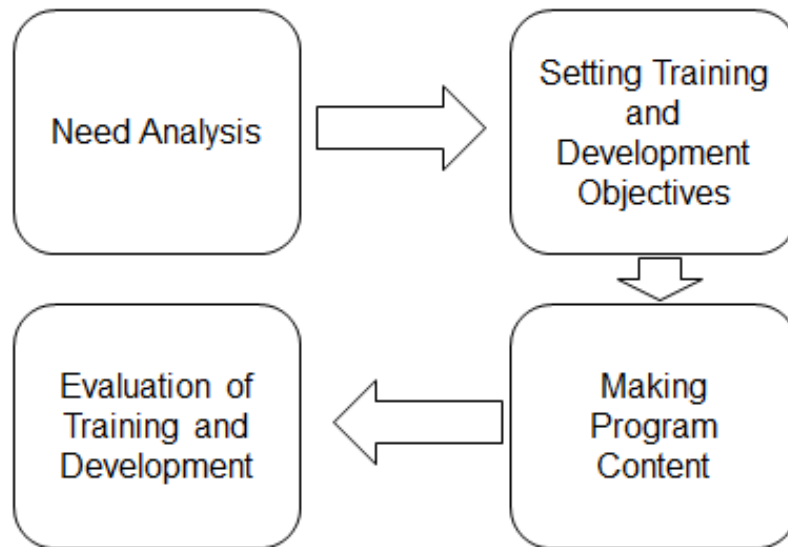 Need Analysis
Setting Training
and
Development
Objectives
Making
Program
Content
Evaluation of
Training and
Development